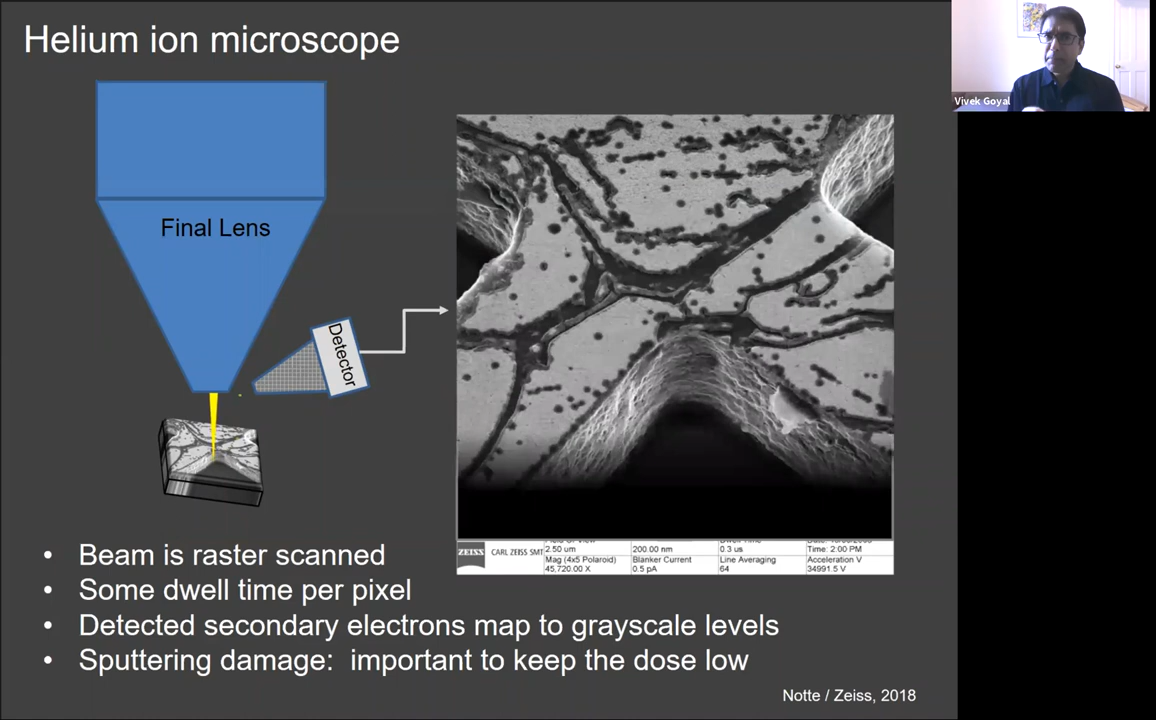 Helium ion microscope
Vivek Goyal
Final Lens
Detector
ZEISS
CARL ZEISS SMT
2.50 um
200.00 nm
0.3 us
Time: 2:00 PM
Mag (4x5 Polaroid)
Blanker Current
Line Averaging
Acceleration V
45,720.00 X
0.5 pA
64
34991.5 V
• Beam is raster scanned
• Some dwell time per pixel
• Detected secondary electrons map to grayscale levels
• Sputtering damage: important to keep the dose low
Notte / Zeiss, 2018